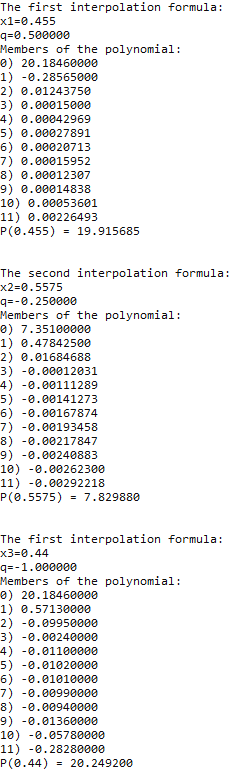 The first interpolation formula:
x1=0.455
q=0.500000
Members of the polynomial:
0) 20.18460000
1) -0.28565000
2) 0.01243750
3) 0.00015000
4) 0.00042969
5) 0.00027891
6) 0.00020713
7) 0.00015952
8) 0.00012307
9) 0.00014838
10) 0.00053601
11) 0.00226493
P(0.455) = 19.915685
The second interpolation formula:
x2=0.5575
q=-0.250000
Members of the polynomial:
0) 7.35100000
1) 0.47842500
2) 0.01684688
3) -0.00012031
4) -0.00111289
5) -0.00141273
6) -0.00167874
7) -0.00193458
8) -0.00217847
9) -0.00240883
10) -0.00262300
11) -0.00292218
P(0.5575) = 7.829880
The first interpolation formula:
x3=0.44
q=-1.000000
Members of the polynomial:
0) 20.18460000
1) 0.57130000
2) -0.09950000
3) -0.00240000
4) -0.01100000
5) -0.01020000
6) -0.01010000
7) -0.00990000
8) -0.00940000
9) -0.01360000
10) -0.05780000
11) -0.28280000
P(0.44) = 20.249200